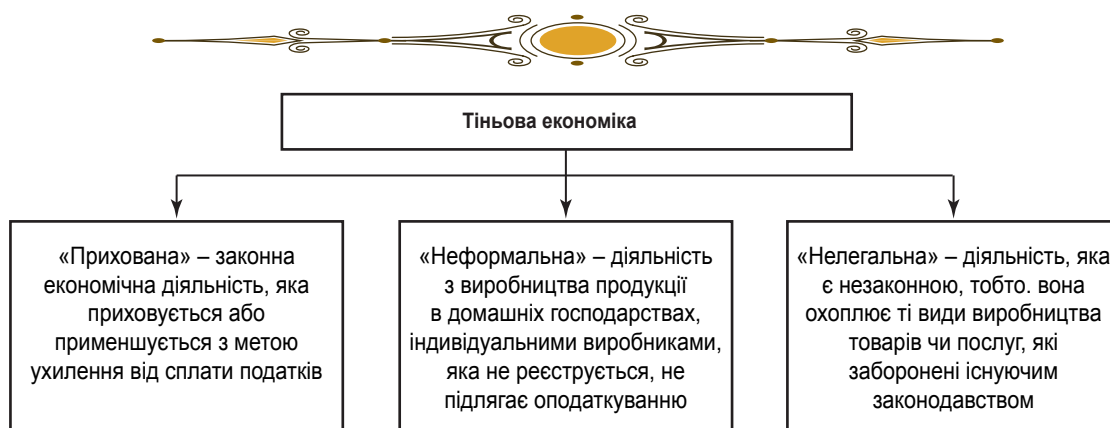 Тіньова економіка
«Прихована» – законна
економічна діяльність, яка
приховується або
применшується з метою
ухилення від сплати податків
«Неформальна» – діяльність
з виробництва продукції
в домашніх господарствах,
індивідуальними виробниками,
яка не реєструється, не
підлягає оподаткуванню
«Нелегальна» – діяльність, яка
є незаконною, тобто. вона
охоплює ті види виробництва
товарів чи послуг, які
заборонені існуючим
законодавством